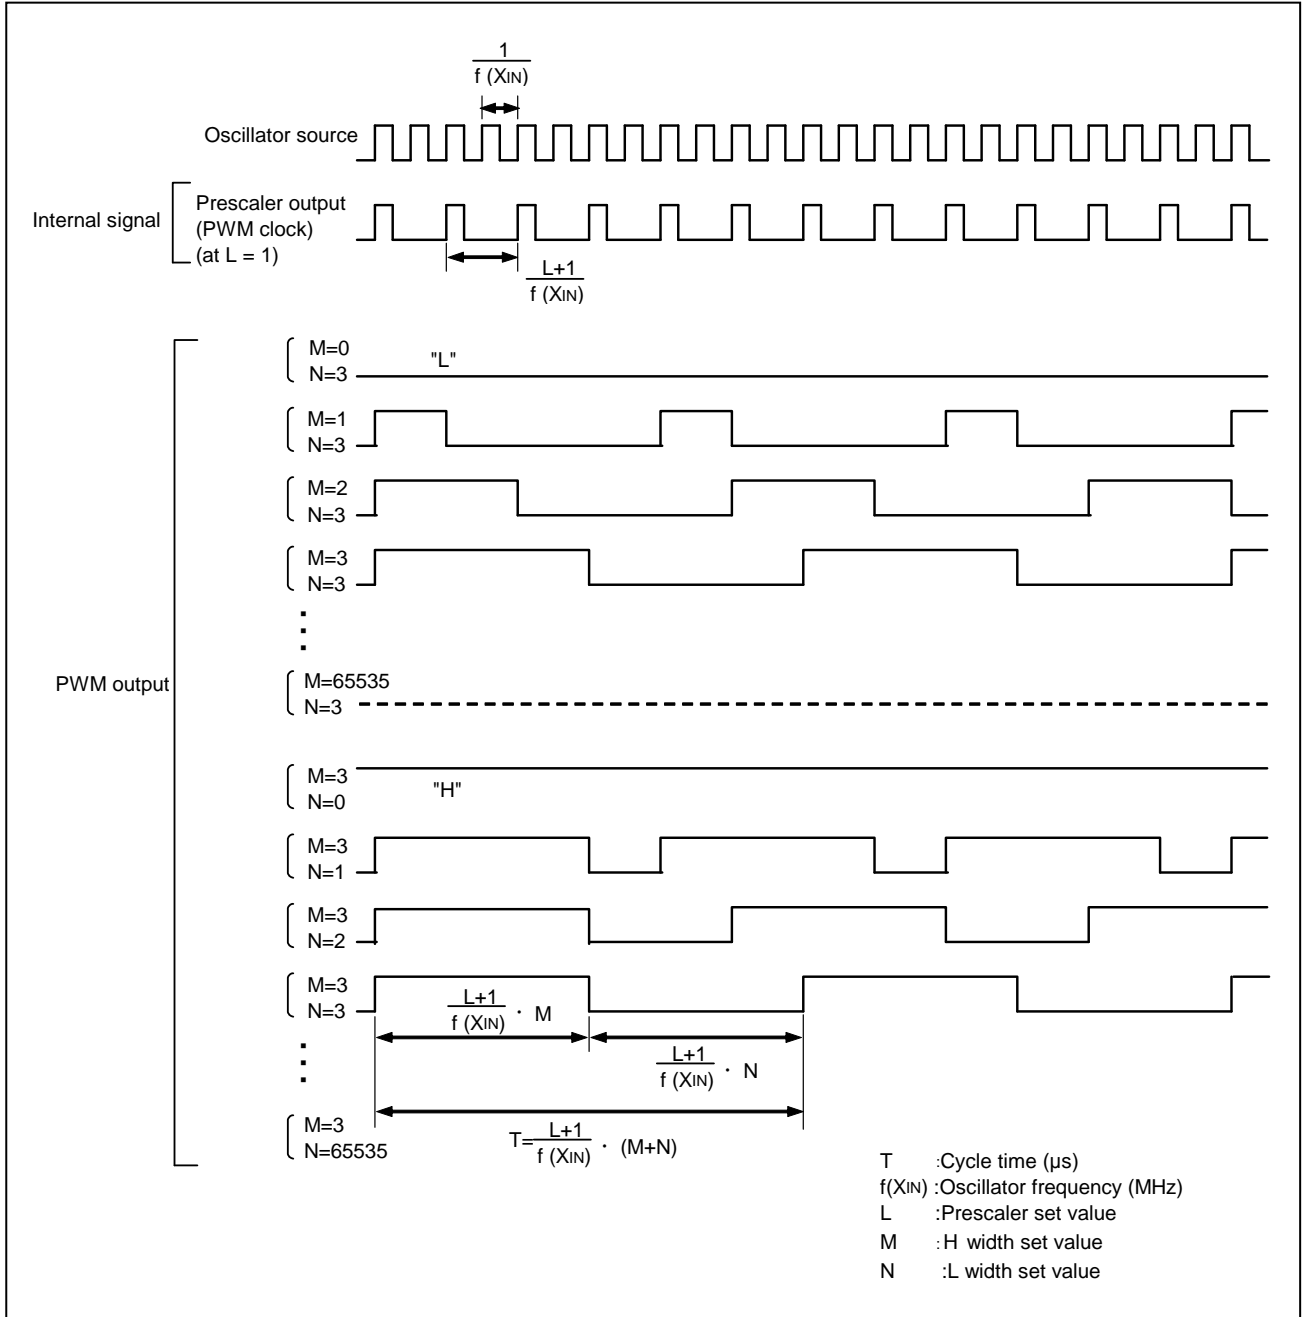 1
f (XIN)
Oscillator source
Internal signal
Prescaler output
(PWM clock)
(at L = 1)
L+1
f (XIN)
M=0
N=3
"L"
M=1
N=3
M=2
N=3
M=3
N=3
PWM output
M=65535
N=3
M=3
N=0
"H"
M=3
N=1
M=3
N=2
M=3
N=3
L+1
f (XIN)
· M
L+1
f (XIN)
· N
M=3
N=65535
T=
L+1
f (XIN)
· (M+N)
T :Cycle time (μs)
f(XIN) :Oscillator frequency (MHz)
L :Prescaler set value
M :H width set value
N :L width set value